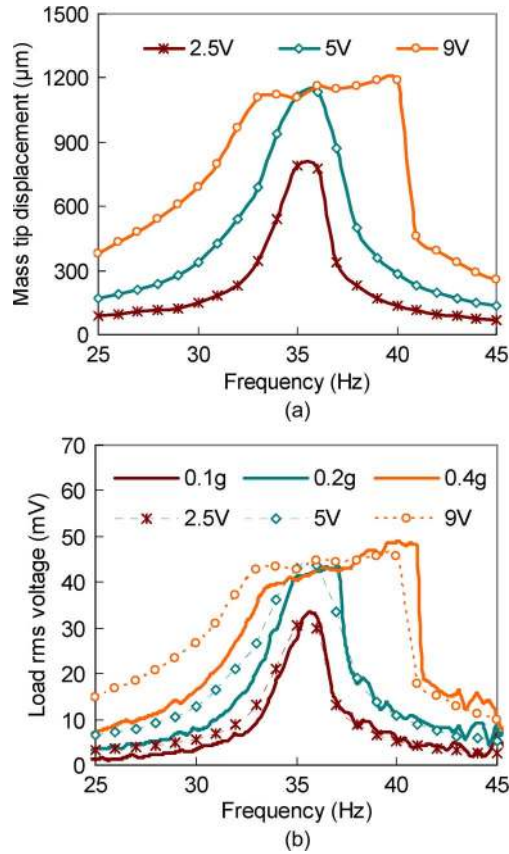 2.5V 5V 9V
1500
1200
900
600
300
0
Mass tip displacement (μm)
25 30 35 40 45
Frequency (Hz)
(a)
70
60
50
40
30
20
10
0
Load rms voltage (mV)
0.1g 0.2g 0.4g
2.5V 5V 9V
25 30 35 40 45
Frequency (Hz)
(b)